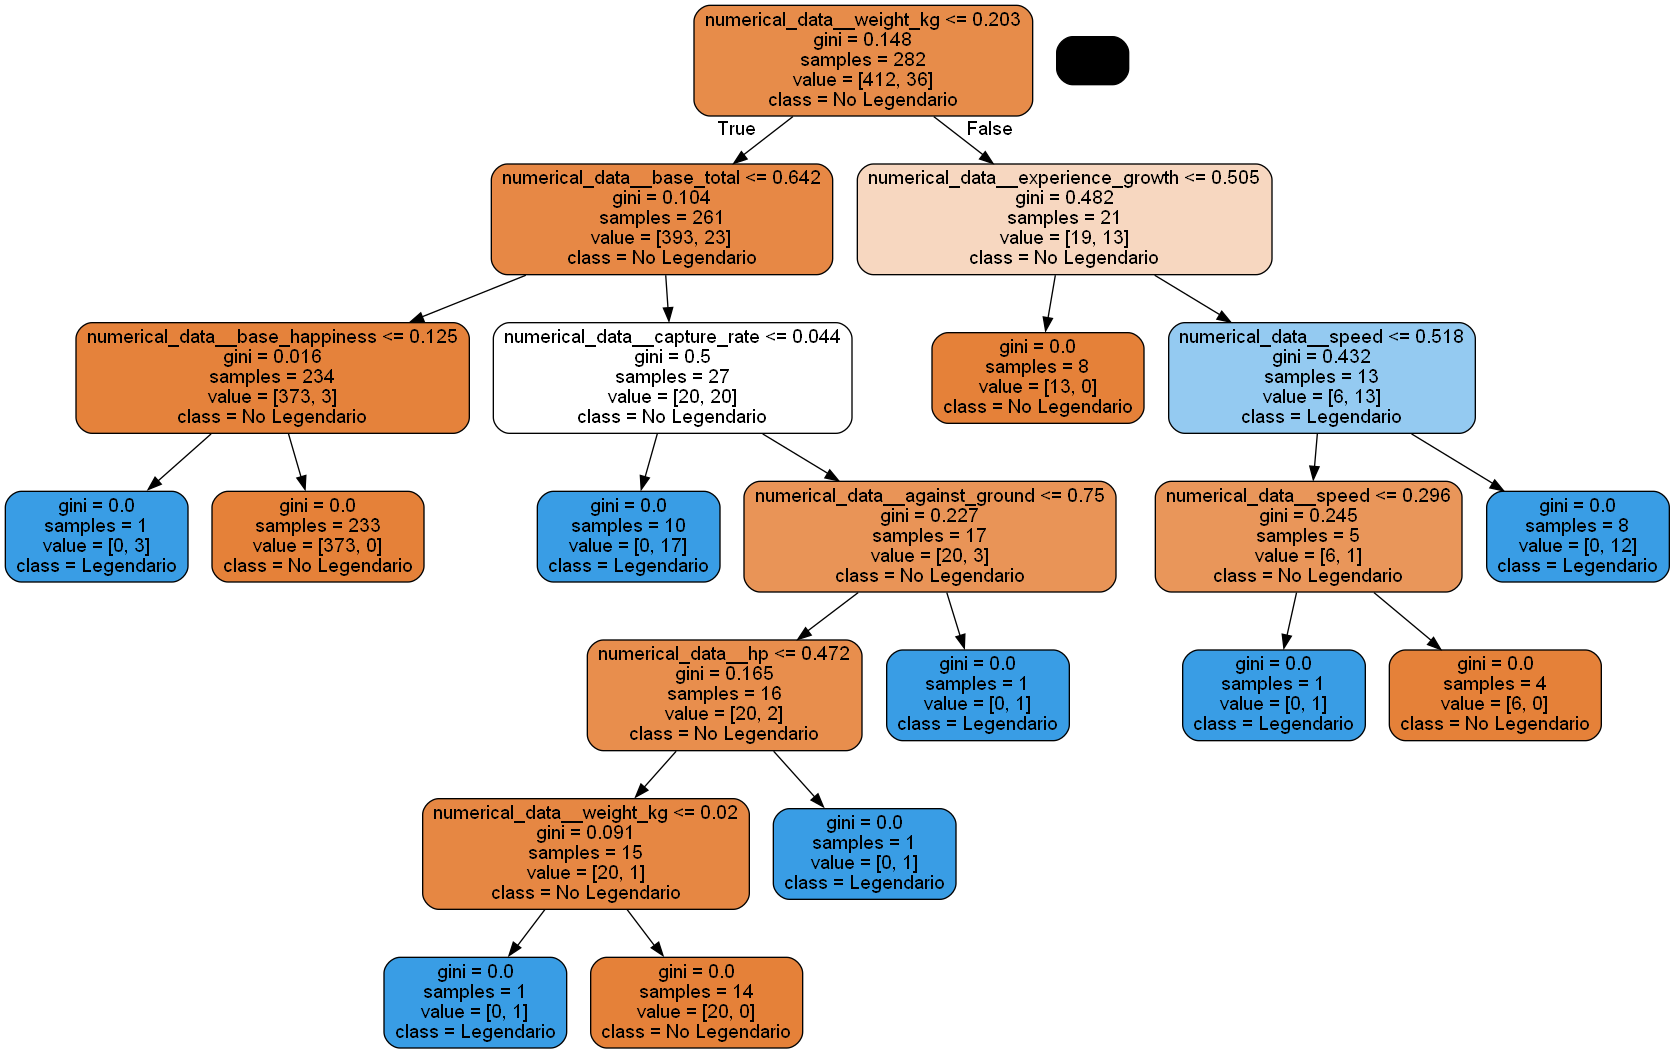 numerical_data__weight_kg <= 0.203
gini = 0.148
samples = 282
value = [412, 36]
class = No Legendario
True
False
numerical_data__base_total <= 0.642
gini = 0.104
samples = 261
value = [393, 23]
class = No Legendario
numerical_data__experience_growth <= 0.505
gini = 0.482
samples = 21
value = [19, 13]
class = No Legendario
numerical_data__base_happiness <= 0.125
gini = 0.016
samples = 234
value = [373, 3]
class = No Legendario
numerical_data__capture_rate <= 0.044
gini = 0.5
samples = 27
value = [20, 20]
class = No Legendario
gini = 0.0
samples = 8
value = [13, 0]
class = No Legendario
numerical_data__speed <= 0.518
gini = 0.432
samples = 13
value = [6, 13]
class = Legendario
gini = 0.0
samples = 1
value = [0, 3]
class = Legendario
gini = 0.0
samples = 233
value = [373, 0]
class = No Legendario
gini = 0.0
samples = 10
value = [0, 17]
class = Legendario
numerical_data__against_ground <= 0.75
gini = 0.227
samples = 17
value = [20, 3]
class = No Legendario
numerical_data__speed <= 0.296
gini = 0.245
samples = 5
value = [6, 1]
class = No Legendario
gini = 0.0
samples = 8
value = [0, 12]
class = Legendario
numerical_data__hp <= 0.472
gini = 0.165
samples = 16
value = [20, 2]
class = No Legendario
gini = 0.0
samples = 1
value = [0, 1]
class = Legendario
gini = 0.0
samples = 1
value = [0, 1]
class = Legendario
gini = 0.0
samples = 4
value = [6, 0]
class = No Legendario
numerical_data__weight_kg <= 0.02
gini = 0.091
samples = 15
value = [20, 1]
class = No Legendario
gini = 0.0
samples = 1
value = [0, 1]
class = Legendario
gini = 0.0
samples = 1
value = [0, 1]
class = Legendario
gini = 0.0
samples = 14
value = [20, 0]
class = No Legendario